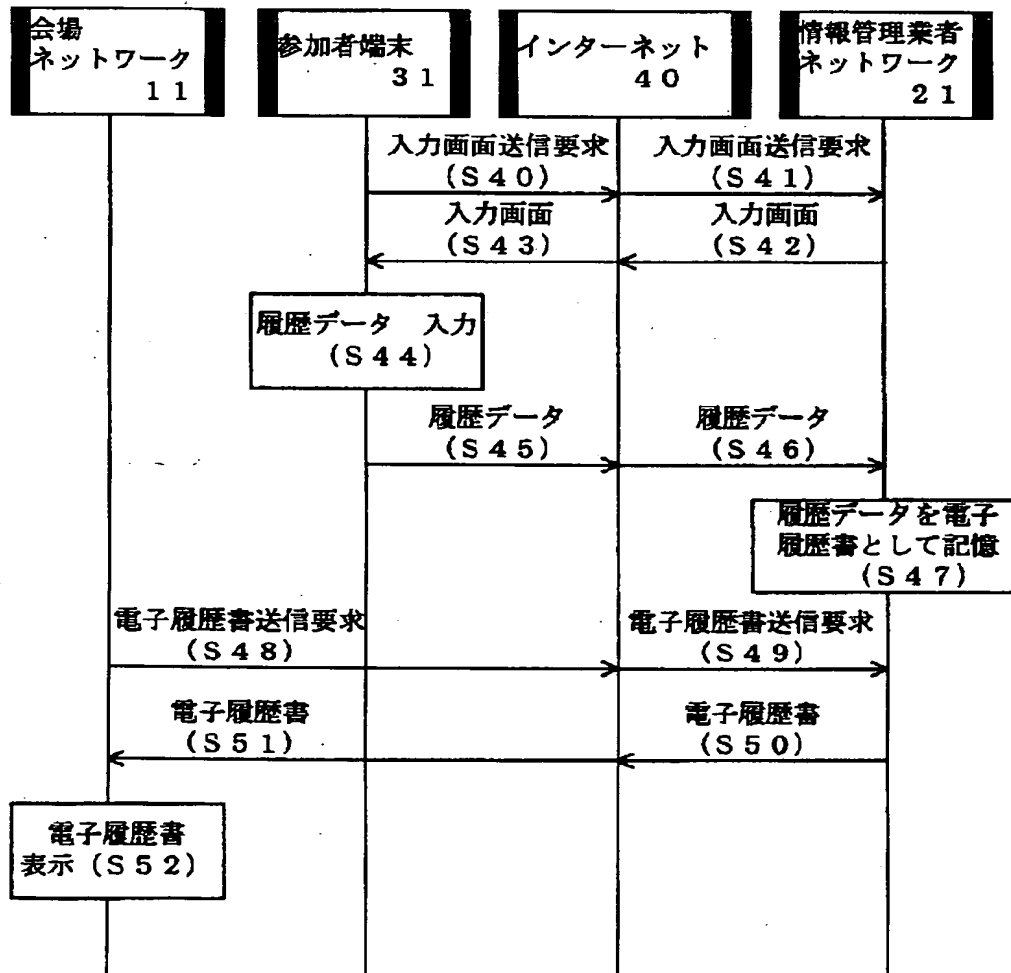 会場
ネットワーク
11
参加者端末
31
インターネット
40
情報管理業者
ネットワーク
21
入力画面送信要求
(S40)
入力画面送信要求
(S41)
入力画面
(S43)
入力画面
(S42)
履歴データ　入力
(S44)
履歴データ
(S45)
履歴データ
(S46)
履歴データを電子
履歴書として記憶
(S47)
電子履歴書送信要求
(S48)
電子履歴書送信要求
(S49)
電子履歴書
(S51)
電子履歴書
(S50)
電子履歴書
表示(S52)